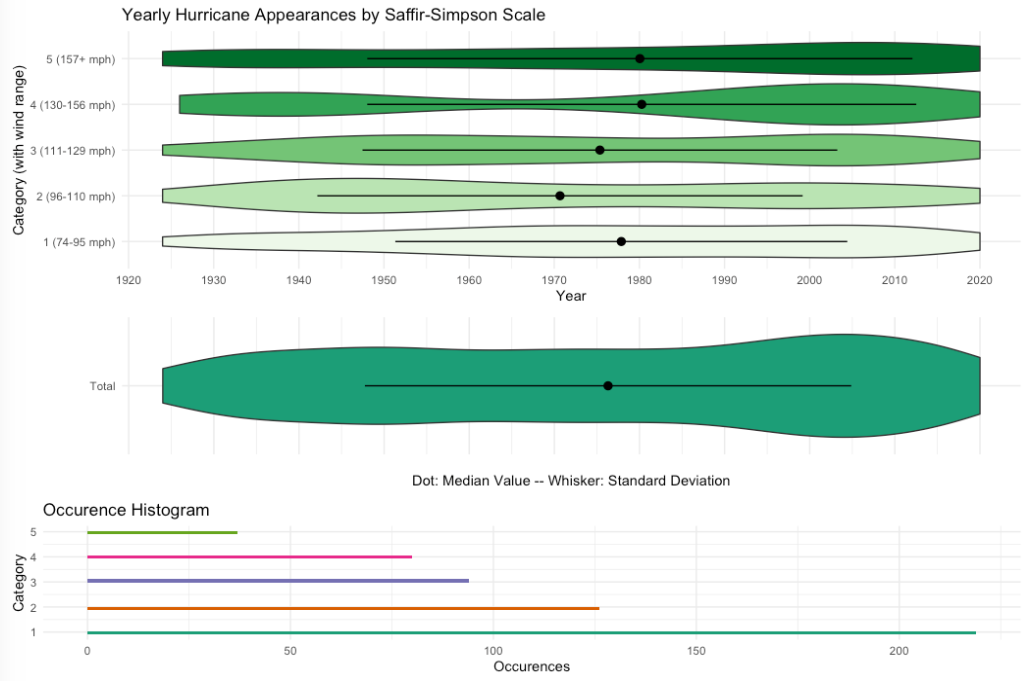 Yearly Hurricane Appearances by Saffir-Simpson Scale
Category (with wind range)
5 (157+ mph)
4 (130-156 mph)
3 (111-129 mph)
2 (96-110 mph)
1 (74-95 mph)
1920 1930 1940 1950 1960 1970 1980 1990 2000 2010 2020
Year
Total
Dot: Median Value -- Whisker: Standard Deviation
Occurence Histogram
Category
5
4
3
2
1
0 50 100 150 200
Occurences